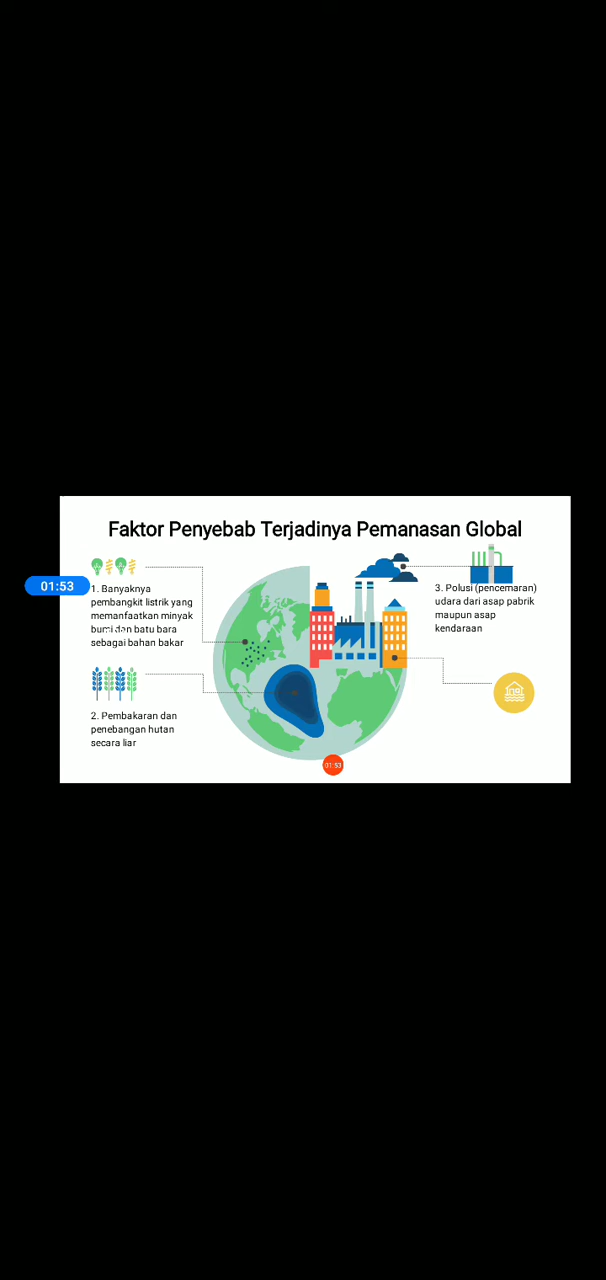 Faktor Penyebab Terjadinya Pemanasan Global
01:53
1. Banyaknya
pembangkit listrik yang
memanfaatkan minyak
bumi dan batu bara
sebagai bahan bakar
2. Pembakaran dan
penebangan hutan
secara liar
3. Polusi (pencemaran)
udara dari asap pabrik
maupun asap
kendaraan
01:53